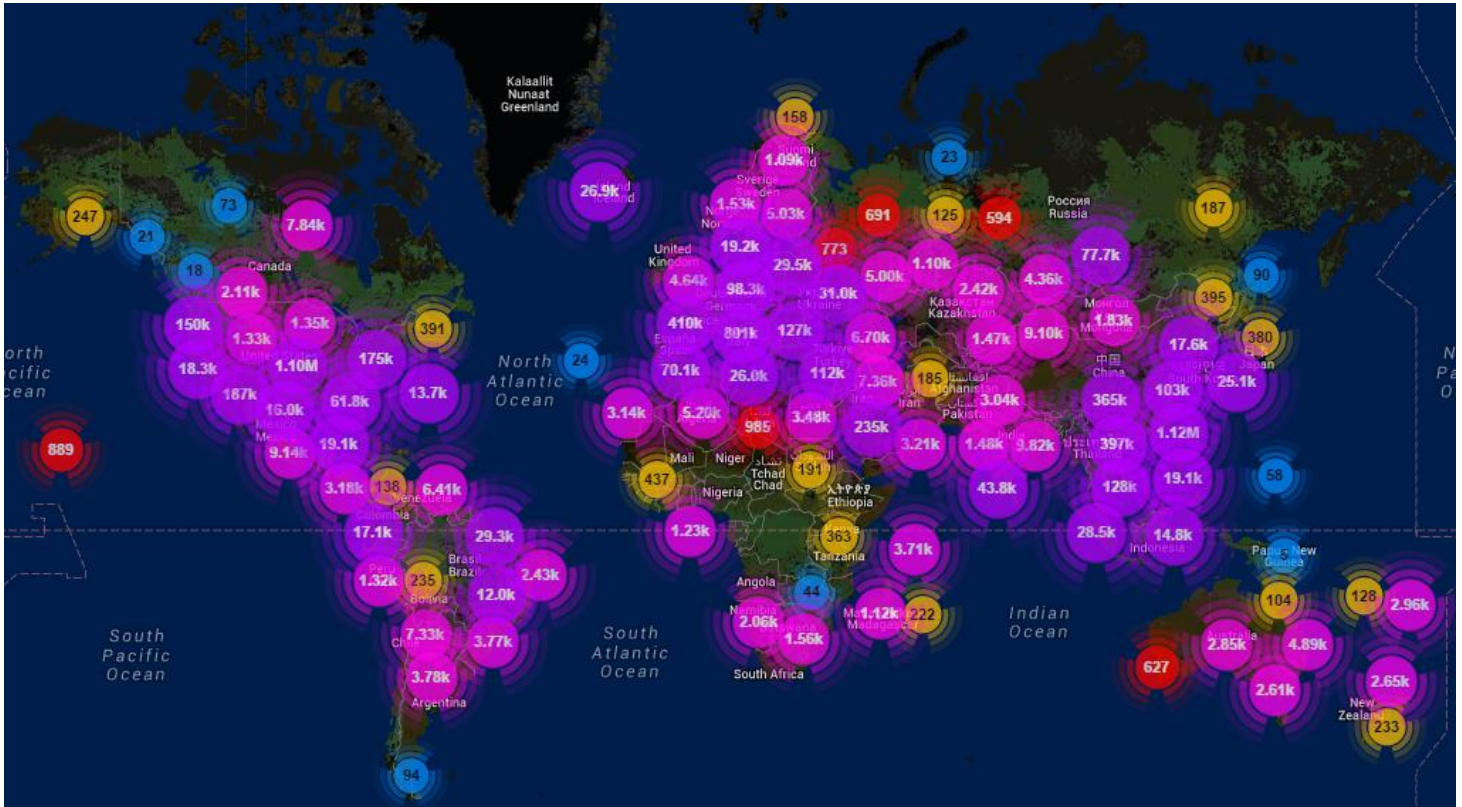 Kalaallit
Nunaat
Greenland
158
1.09k
23
26.9k
Sverige
Sweden
1.53k
5.03k
691
125
594
Россия
Russia
187
247
21
73
7.84k
United
Kingdom
19.2k
773
77.7k
18
Canada
4.64k
98.3k
29.5k
31.0k
Ukraine
5.00k
1.10k
2.42k
Казақстан
Kazakhstan
4.36k
395
90
2.11k
150k
1.33k
1.35k
391
410k
801k
127k
6.70k
1.47k
9.10k
1.83k
17.6k
380
Japan
18.3k
1.10M
175k
North
Atlantic
Ocean
24
70.1k
26.0k
112k
7.36k
Iran
185
Afghanistan
Pakistan
3.04k
中国
China
365k
103k
25.1k
187k
16.0k
61.8k
13.7k
3.14k
5.20k
985
3.48k
235k
3.21k
1.48k
9.82k
397k
Thailand
1.12M
889
9.14k
19.1k
Mali
Niger
Tchad
Chad
191
437
Nigeria
ኢትዮጵያ
Ethiopia
43.8k
128k
19.1k
58
3.18k
138
6.41k
Colombia
17.1k
29.3k
1.23k
363
Tanzania
3.71k
28.5k
14.8k
Indonesia
5
Papua New
Guinea
Brasil
Brazil
1.32k
235
Bolivia
12.0k
2.43k
Angola
44
Namibia
2.06k
1.56k
1.12k
Madagascar
222
Indian
Ocean
104
128
2.96k
South
Pacific
Ocean
7.33k
3.77k
South
Atlantic
Ocean
South Africa
Australia
2.85k
4.89k
627
3.78k
Argentina
2.61k
2.65k
New
Zealand
233
94